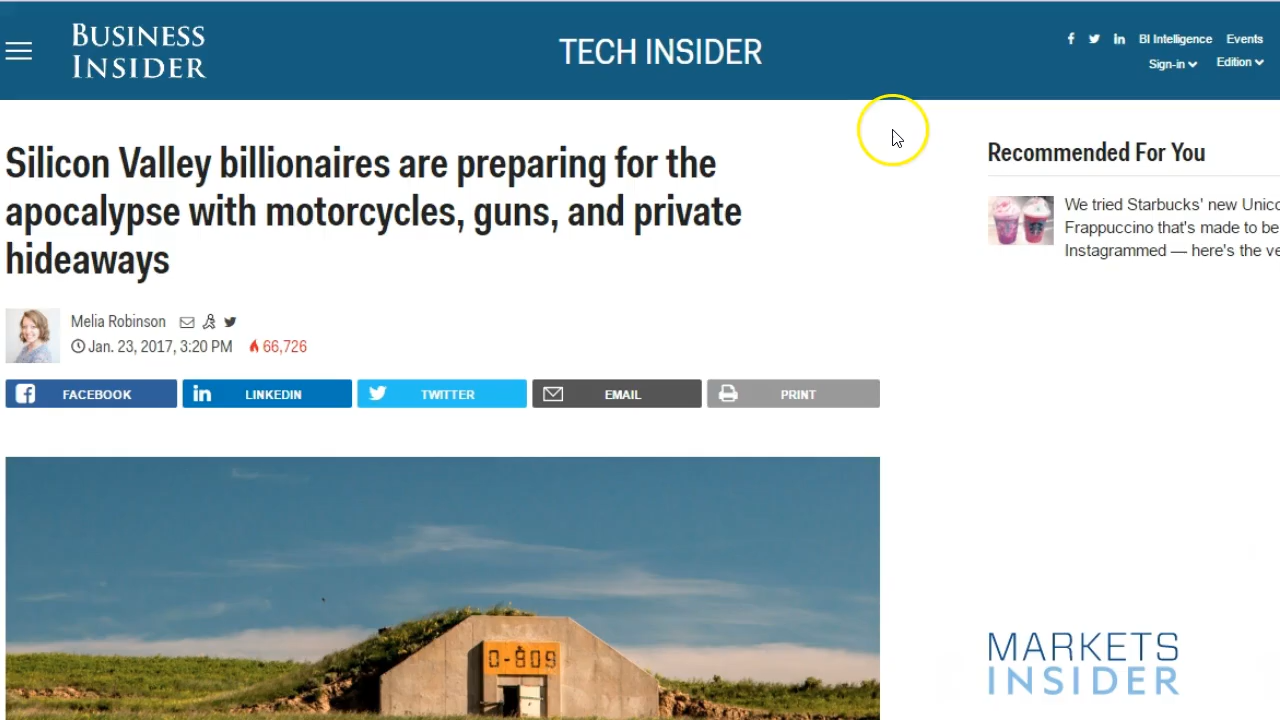 BUSINESS
INSIDER
TECH INSIDER
BI Intelligence Events
Sign-in Edition
Silicon Valley billionaires are preparing for the
apocalypse with motorcycles, guns, and private
hideaways
Melia Robinson
Jan. 23, 2017, 3:20 PM 66,726
FACEBOOK
LINKEDIN
TWITTER
EMAIL
PRINT
Recommended For You
We tried Starbucks' new
Frappuccino that's made to be
Instagrammed — here's the
0-809
MARKETS
INSIDER